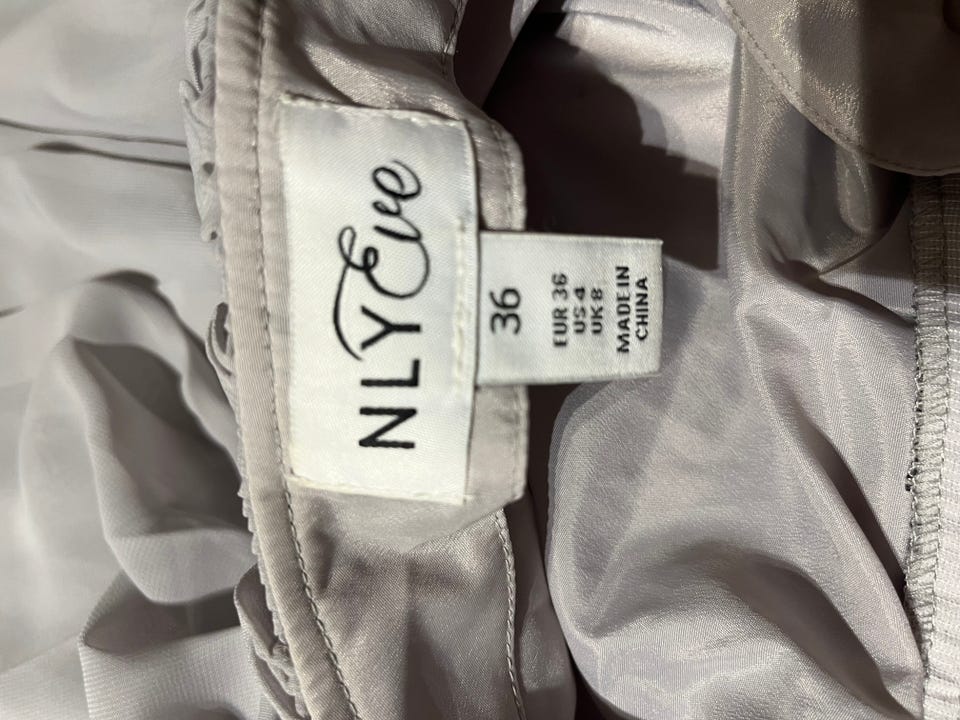 NLY Eve
36
EUR 36
US 4
UK 8
MADE IN
CHINA